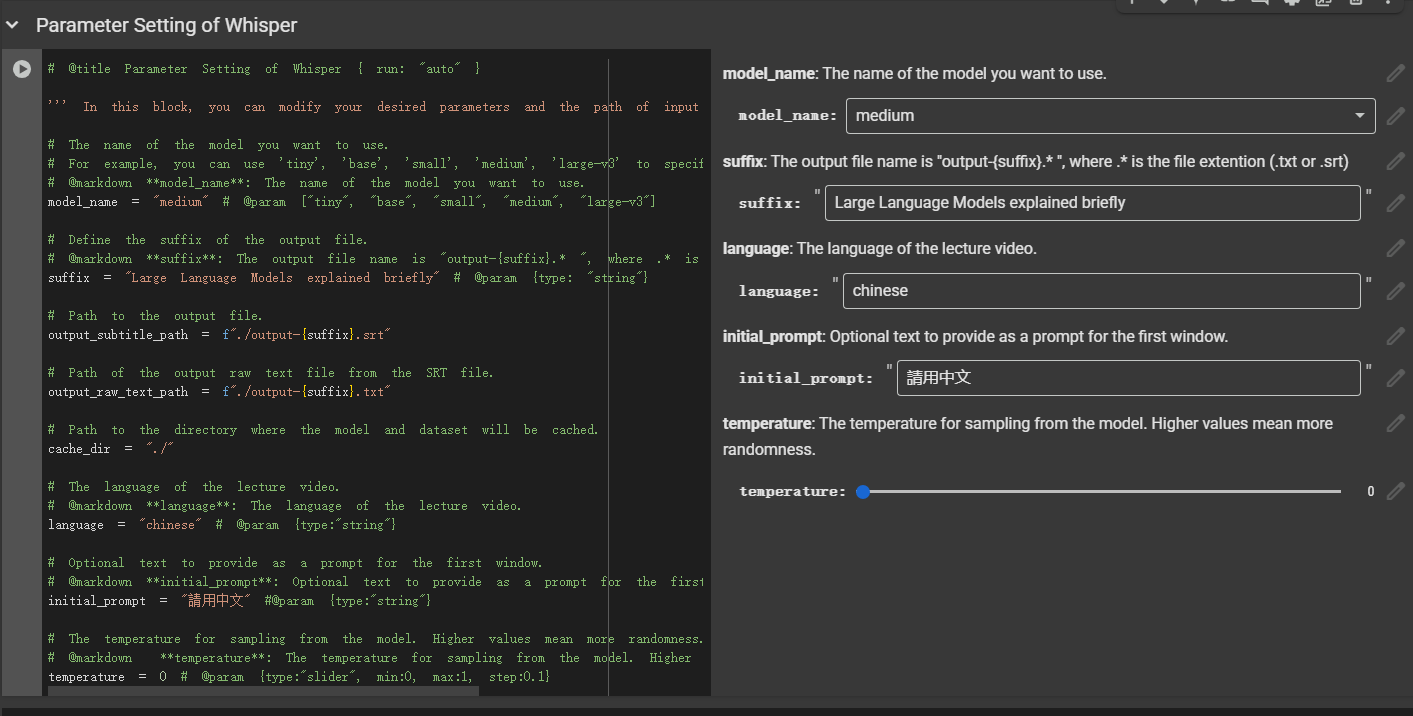 Parameter Setting of Whisper
# @title Parameter Setting of Whisper { run: "auto" }
''' In this block, you can modify your desired parameters and the path of input
# The name of the model you want to use.
# For example, you can use 'tiny', 'base', 'small', 'medium', 'large-v3' to specif
# @markdown **model_name**: The name of the model you want to use.
model_name = "medium" # @param ["tiny", "base", "small", "medium", "large-v3"]
# Define the suffix of the output file.
# @markdown **suffix**: The output file name is "output-{suffix}.* ", where .* is
suffix = "Large Language Models explained briefly" # @param {type: "string"}
# Path to the output file.
output_subtitle_path = f"./output-{suffix}.srt"
# Path of the output raw text file from the SRT file.
output_raw_text_path = f"./output-{suffix}.txt"
# Path to the directory where the model and dataset will be cached.
cache_dir = "./"
# The language of the lecture video.
# @markdown **language**: The language of the lecture video.
language = "chinese" # @param {type:"string"}
# Optional text to provide as a prompt for the first window.
# @markdown **initial_prompt**: Optional text to provide as a prompt for the first
initial_prompt = "請用中文" #@param {type:"string"}
# The temperature for sampling from the model. Higher values mean more randomness.
# @markdown  **temperature**: The temperature for sampling from the model. Higher
temperature = 0 # @param {type:"slider", min:0, max:1, step:0.1}
model_name: The name of the model you want to use.
model_name: medium
suffix: The output file name is "output-{suffix}.* ", where .* is the file extention (.txt or .srt)
suffix: " Large Language Models explained briefly "
language: The language of the lecture video.
language: " chinese "
initial_prompt: Optional text to provide as a prompt for the first window.
initial_prompt: " 請用中文 "
temperature: The temperature for sampling from the model. Higher values mean more
randomness.
temperature: 0